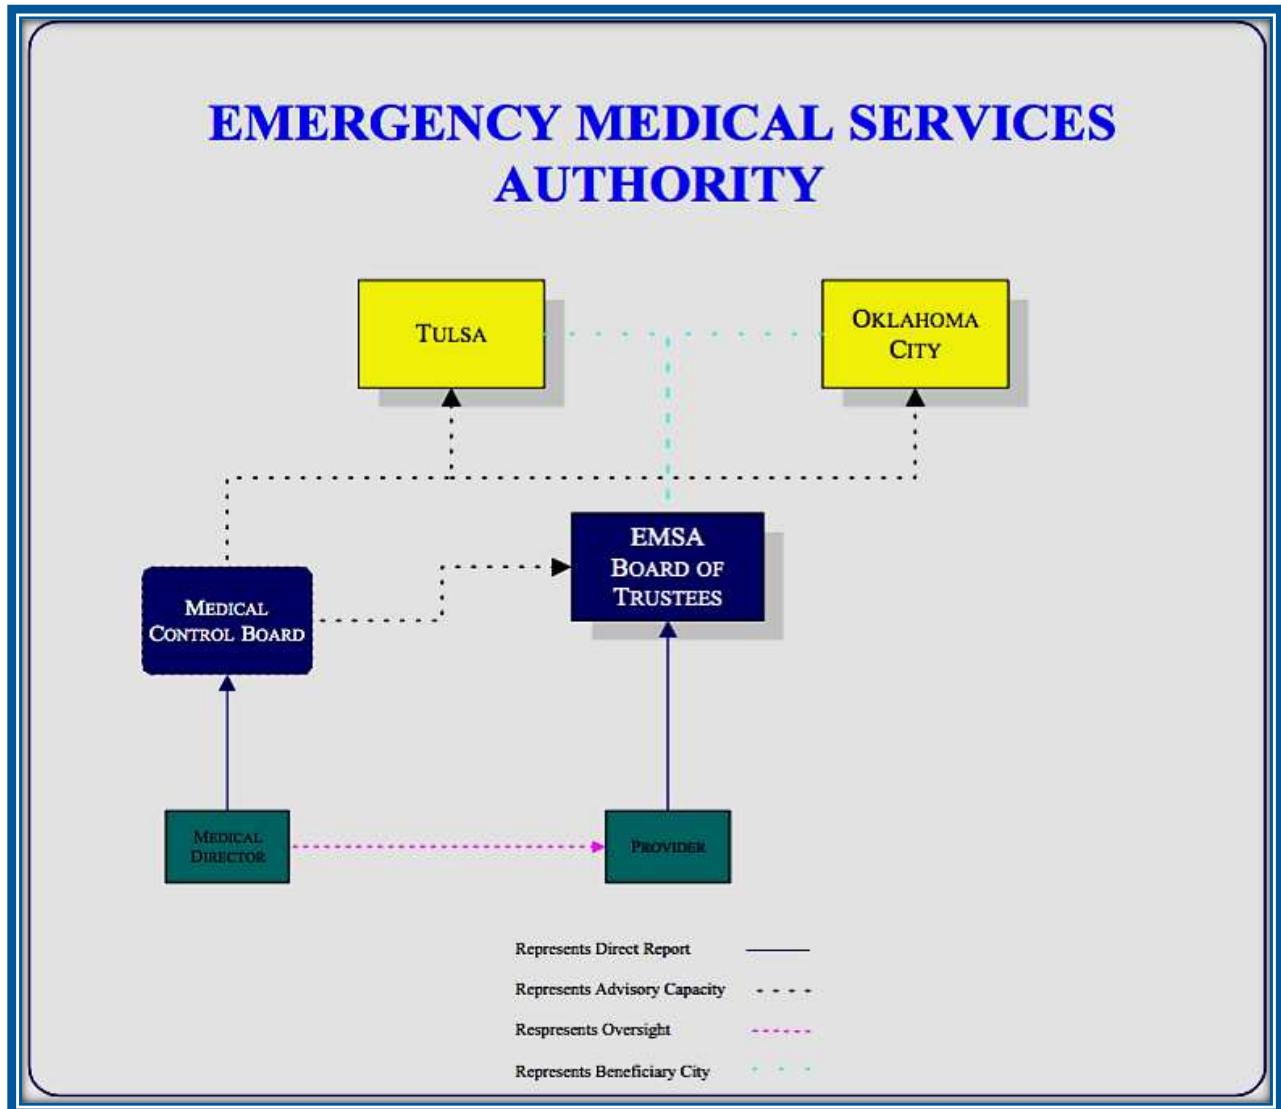 EMERGENCY MEDICAL SERVICES
AUTHORITY
TULSA
OKLAHOMA
CITY
EMSA
BOARD OF
TRUSTEES
MEDICAL
CONTROL BOARD
MEDICAL
DIRECTOR
PROVIDER
Represents Direct Report
Represents Advisory Capacity
Respresents Oversight
Represents Beneficiary City